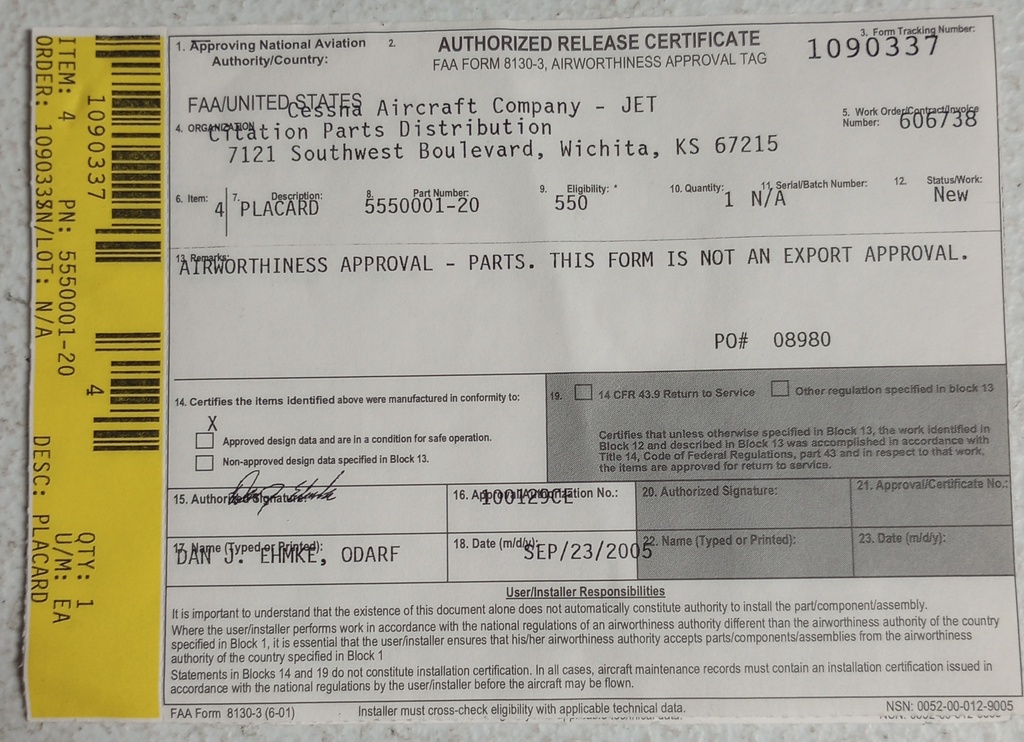 1. Approving National Aviation Authority/Country:
2.
AUTHORIZED RELEASE CERTIFICATE
FAA FORM 8130-3, AIRWORTHINESS APPROVAL TAG
3. Form Tracking Number:
1090337
FAA/UNITED STATES
Cessna Aircraft Company - JET
4. ORGANIZATION
Citation Parts Distribution
7121 Southwest Boulevard, Wichita, KS 67215
5. Work Order/Contract/Invoice Number:
606738
6. Item: 4
7. Description: PLACARD
8. Part Number: 5550001-20
9. Eligibility: * 550
10. Quantity: 1
11. Serial/Batch Number: N/A
12. Status/Work: New
13. Remarks:
AIRWORTHINESS APPROVAL - PARTS. THIS FORM IS NOT AN EXPORT APPROVAL.
PO# 08980
14. Certifies the items identified above were manufactured in conformity to:
X
Approved design data and are in a condition for safe operation.
Non-approved design data specified in Block 13.
19. 14 CFR 43.9 Return to Service Other regulation specified in block 13
Certifies that unless otherwise specified in Block 13, the work identified in
Block 12 and described in Block 13 was accomplished in accordance with
Title 14, Code of Federal Regulations, part 43 and in respect to that work,
the items are approved for return to service.
15. Authorized Signature:
16. Approval/Authorization No.:
100129CE
20. Authorized Signature:
21. Approval/Certificate No.:
17. Name (Typed or Printed):
DAN J. EHMKE, ODARF
18. Date (m/d/y):
SEP/23/2005
22. Name (Typed or Printed):
23. Date (m/d/y):
User/Installer Responsibilities
It is important to understand that the existence of this document alone does not automatically constitute authority to install the part/component/assembly.
Where the user/installer performs work in accordance with the national regulations of an airworthiness authority different than the airworthiness authority of the country
specified in Block 1, it is essential that the user/installer ensures that his/her airworthiness authority accepts parts/components/assemblies from the airworthiness
authority of the country specified in Block 1
Statements in Blocks 14 and 19 do not constitute installation certification. In all cases, aircraft maintenance records must contain an installation certification issued in
accordance with the national regulations by the user/installer before the aircraft may be flown.
FAA Form 8130-3 (6-01)
Installer must cross-check eligibility with applicable technical data.
NSN: 0052-00-012-9005
1090337
4
QTY: 1
ITEM: 4 PN: 5550001-20
U/M: EA
ORDER: 1090338
SN/LOT: N/A
DESC: PLACARD